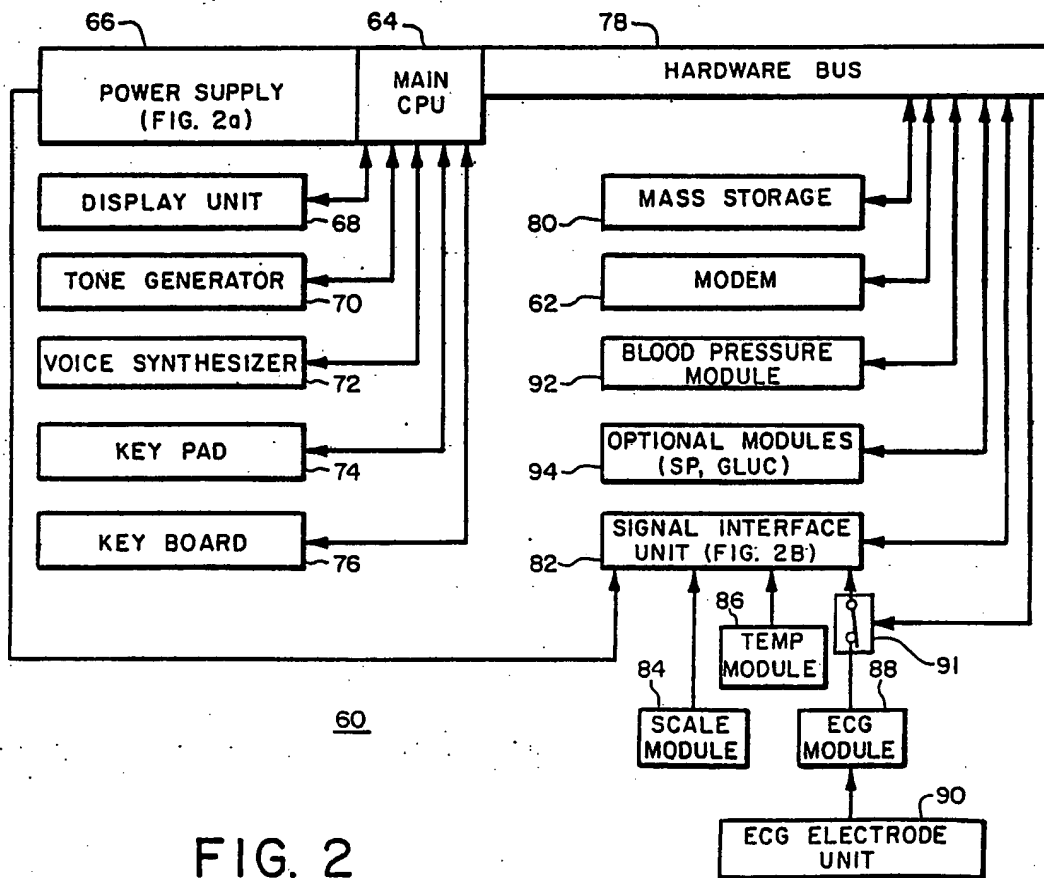 66
64
78
POWER SUPPLY
(FIG. 2a)
MAIN
CPU
HARDWARE BUS
DISPLAY UNIT
68
TONE GENERATOR
70
VOICE SYNTHESIZER
72
KEY PAD
74
KEY BOARD
76
MASS STORAGE
80
MODEM
62
BLOOD PRESSURE
MODULE
92
OPTIONAL MODULES
(SP, GLUC)
94
SIGNAL INTERFACE
UNIT (FIG. 2B)
82
86
TEMP
MODULE
91
84
SCALE
MODULE
88
ECG
MODULE
60
90
ECG ELECTRODE
UNIT
FIG. 2